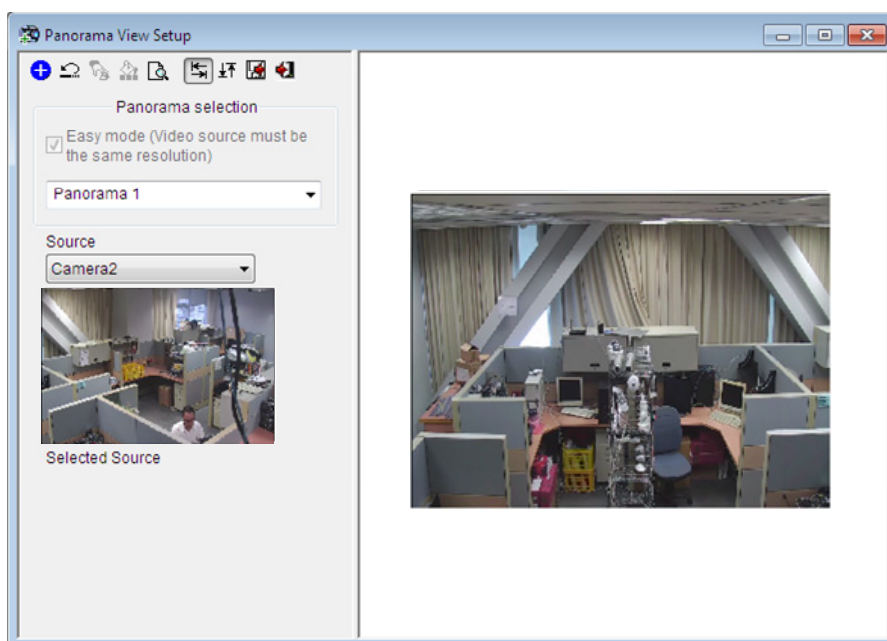 Panorama View Setup
Panorama selection
Easy mode (Video source must be
the same resolution)
Panorama 1
Source
Camera2
Selected Source